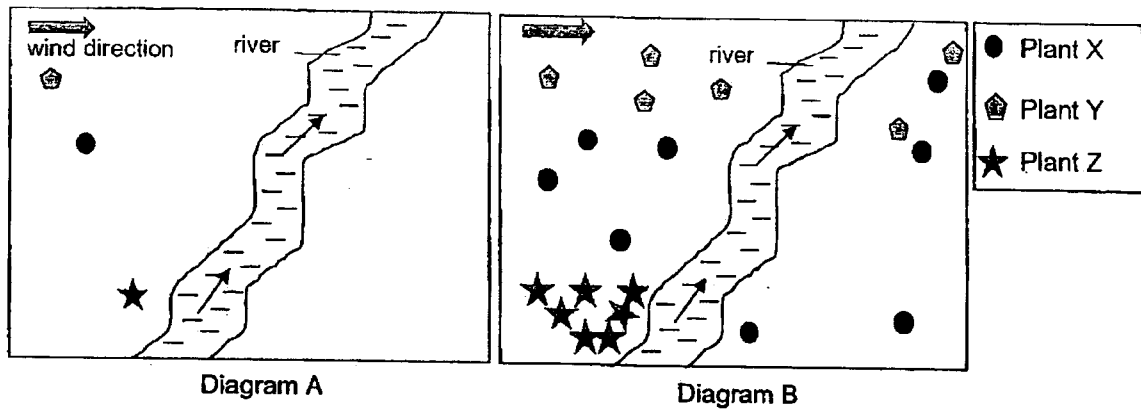 wind direction
river
river
Plant X
Plant Y
Plant Z
Diagram A
Diagram B